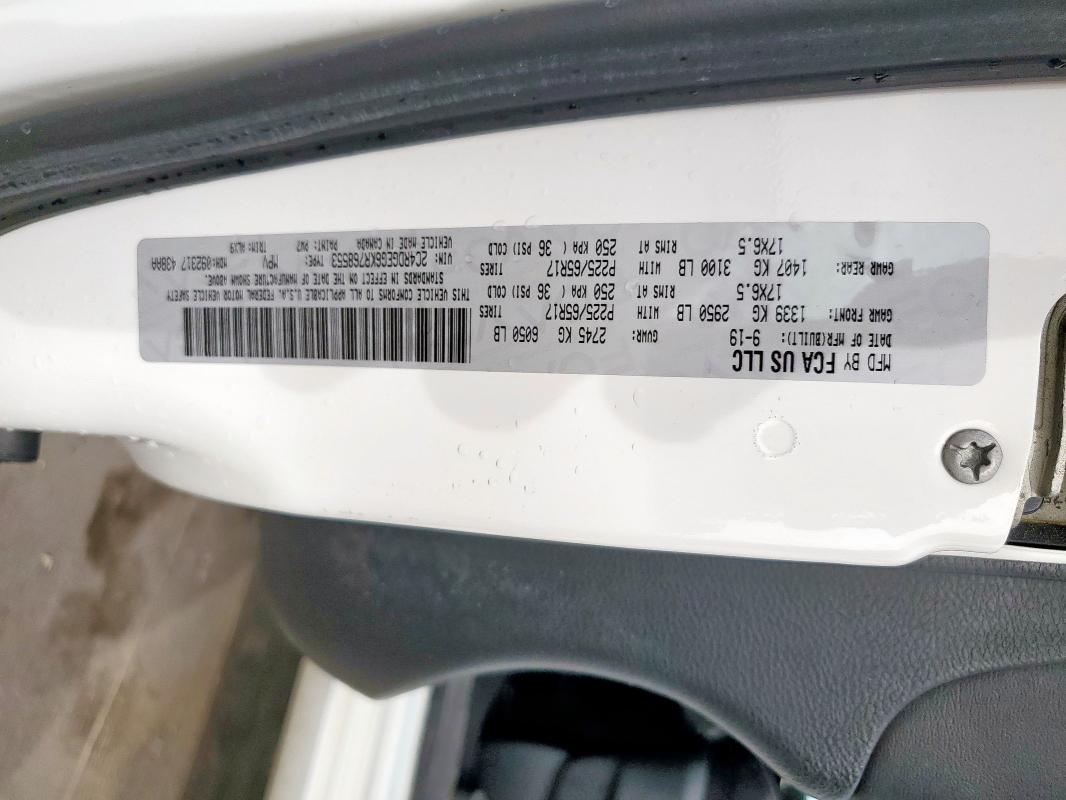 MFD BY FCA US LLC
DATE OF MFR(BUILT): 9-19 GVWR: 2745 KG 6050 LB
GAWR FRONT: 1339 KG 2950 LB WITH P225/65R17 TIRES
17X6.5 RIMS AT 250 KPA ( 36 PSI) COLD
GAWR REAR: 1407 KG 3100 LB WITH P225/65R17 TIRES
17X6.5 RIMS AT 250 KPA ( 36 PSI) COLD
THIS VEHICLE CONFORMS TO ALL APPLICABLE U.S.A. FEDERAL MOTOR VEHICLE SAFETY
STANDARDS IN EFFECT ON THE DATE OF MANUFACTURE SHOWN ABOVE.
VIN: 2C4RDGEG6KR768553 TYPE: MPV MDH:092317 438AA
VEHICLE MADE IN CANADA PAINT: PW7 TRIM: ALX9